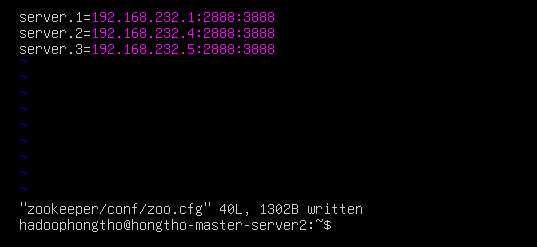 server.1=192.168.232.1:2888:3888
server.2=192.168.232.4:2888:3888
server.3=192.168.232.5:2888:3888
~
~
~
~
~
~
~
~
"zookeeper/conf/zoo.cfg" 40L, 1302B written
hadoophongtho@hongtho-master-server2:~$